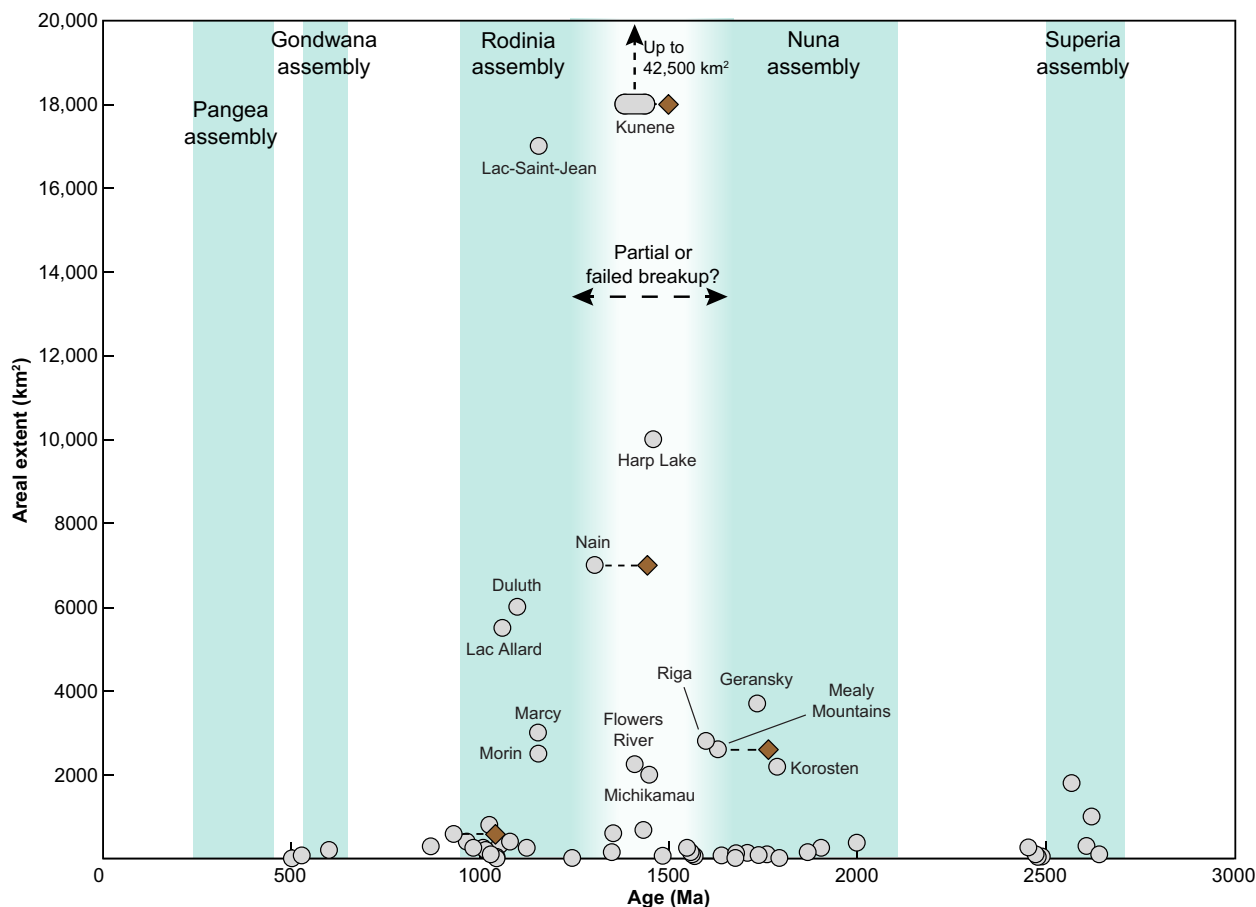 20,000
18,000
16,000
14,000
12,000
10,000
8000
6000
4000
2000
0
Areal extent (km²)
Pangea
assembly
Gondwana
assembly
Rodinia
assembly
Up to
42,500 km²
Nuna
assembly
Superia
assembly
Kunene
Lac-Saint-Jean
Partial or
failed breakup?
Harp Lake
Nain
Duluth
Lac Allard
Marcy
Morin
Flowers
River
Michikamau
Riga
Geransky
Mealy
Mountains
Korosten
0
500
1000
1500
2000
2500
3000
Age (Ma)